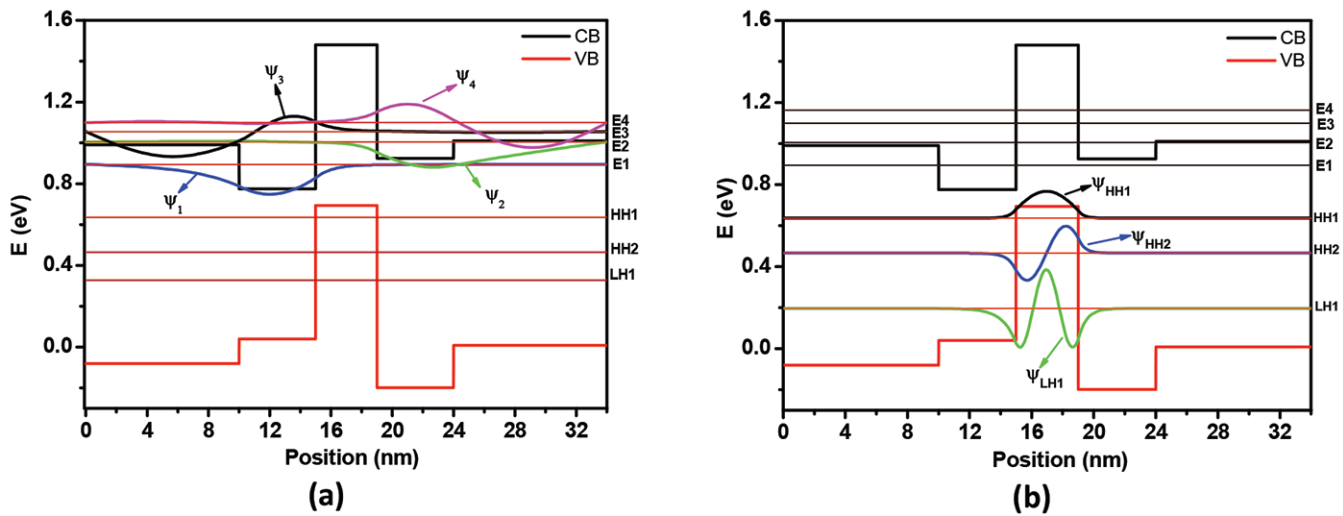 1.6
CB
VB
Ψ3
Ψ4
1.2
E4
E3
E2
E1
0.8
Ψ1
Ψ2
E (eV)
HH1
HH2
0.4
LH1
0.0
0 4 8 12 16 20 24 28 32
Position (nm)
(a)
1.6
CB
VB
1.2
E4
E3
E2
E1
0.8
ΨHH1
E (eV)
HH1
ΨHH2
HH2
0.4
LH1
0.0
ΨLH1
0 4 8 12 16 20 24 28 32
Position (nm)
(b)